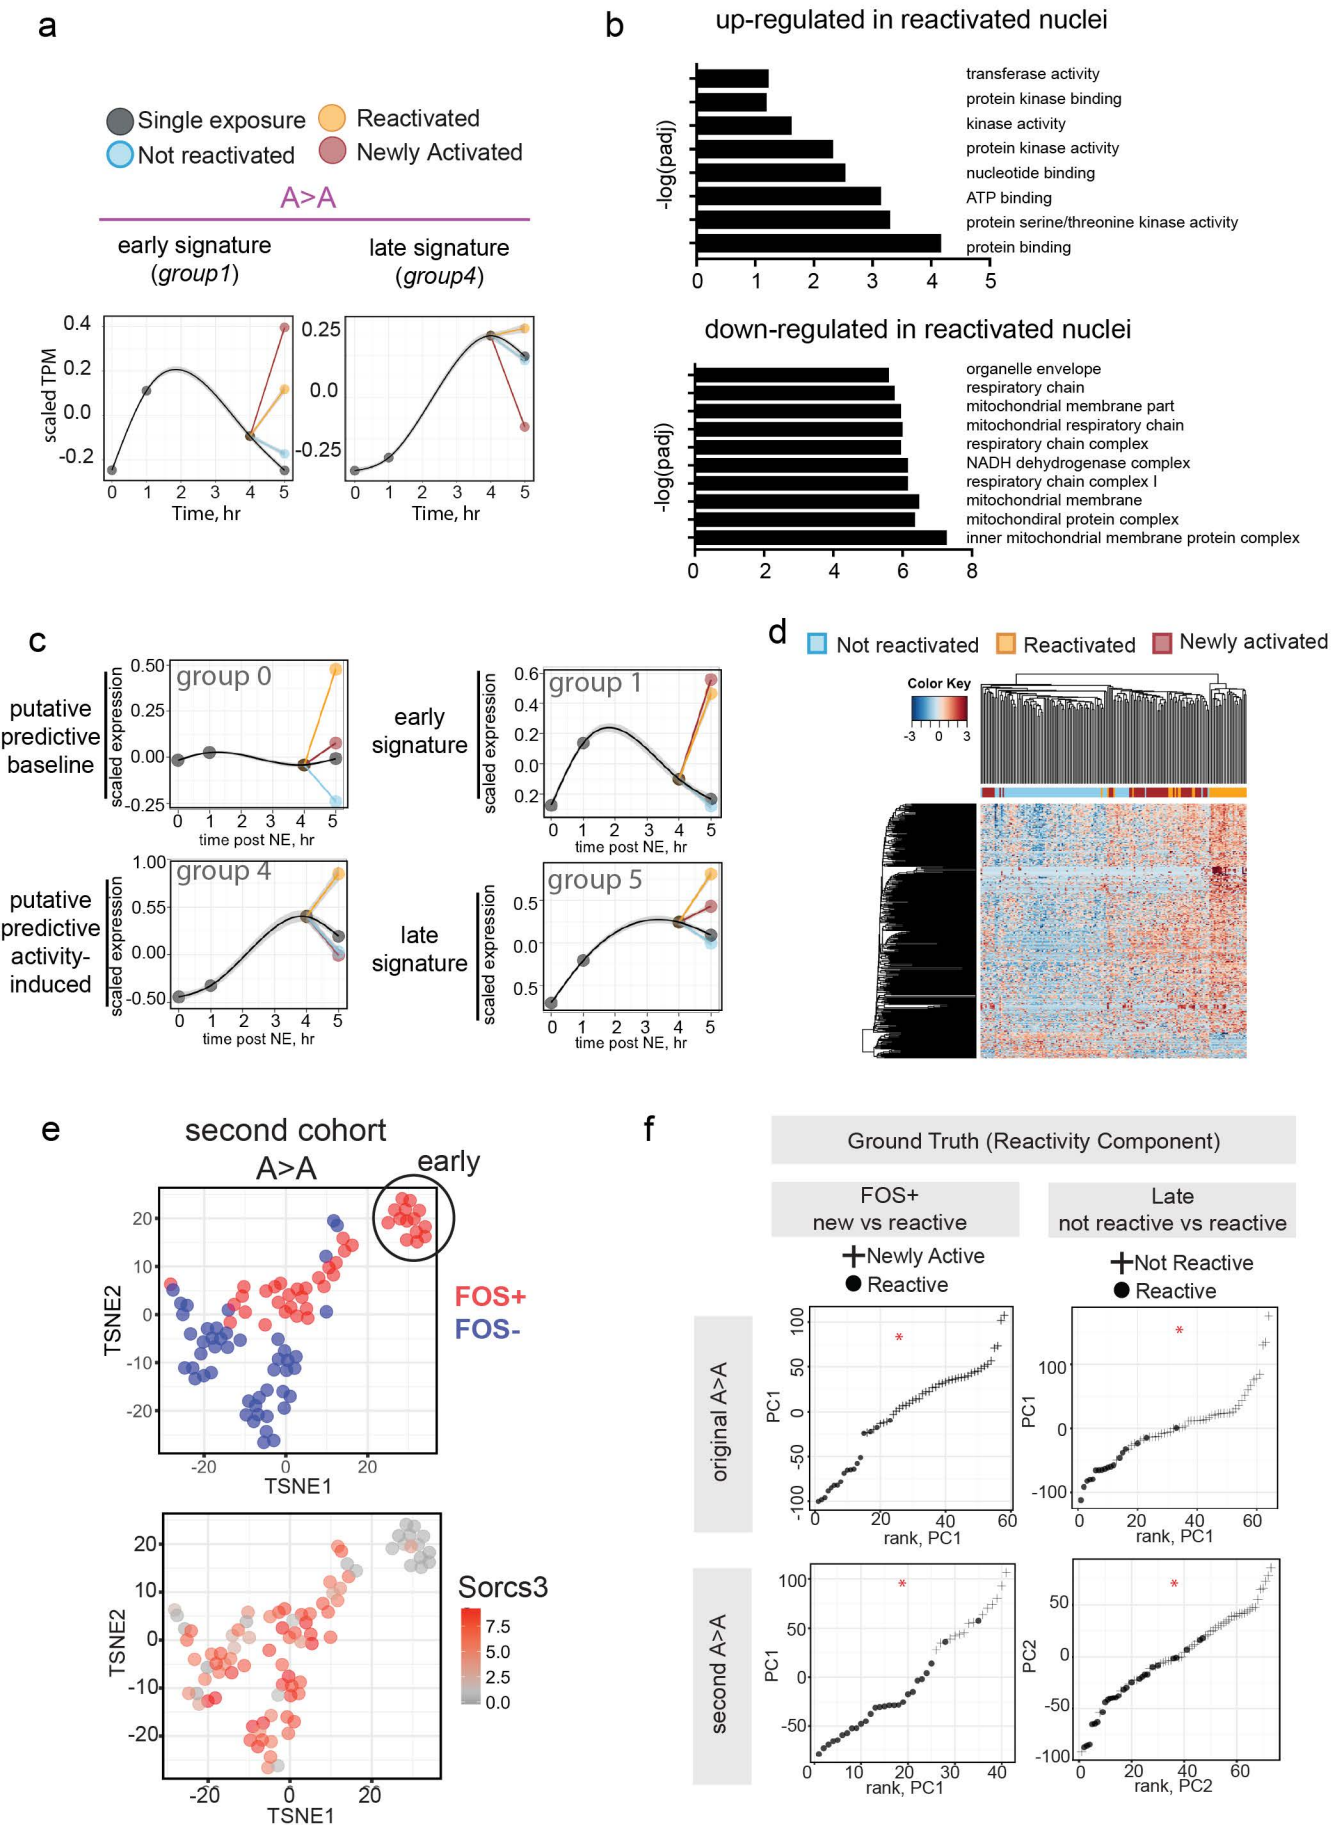 a
Single exposure
Reactivated
Not reactivated
Newly Activated
A>A
early signature
(group1)
late signature
(group4)
scaled TPM
0.4
0.2
0.0
-0.2
0 1 2 3 4 5
Time, hr
0.25
0.0
-0.25
0 1 2 3 4 5
Time, hr
b
up-regulated in reactivated nuclei
-log(padj)
transferase activity
protein kinase binding
kinase activity
protein kinase activity
nucleotide binding
ATP binding
protein serine/threonine kinase activity
protein binding
0 1 2 3 4 5
down-regulated in reactivated nuclei
-log(padj)
organelle envelope
respiratory chain
mitochondrial membrane part
mitochondrial respiratory chain
respiratory chain complex
NADH dehydrogenase complex
respiratory chain complex I
mitochondrial membrane
mitochondiral protein complex
inner mitochondrial membrane protein complex
0 2 4 6 8
c
putative
predictive
baseline
scaled expression
group 0
0.50
0.25
0.00
-0.25
0 1 2 3 4 5
time post NE, hr
early
signature
scaled expression
group 1
0.6
0.4
0.2
0.0
0.2
0 1 2 3 4 5
time post NE, hr
putative
predictive
activity-
induced
scaled expression
group 4
1.00
0.55
0.00
-0.50
0 1 2 3 4 5
time post NE, hr
late
signature
scaled expression
group 5
0.5
0.0
0.5
0 1 2 3 4 5
time post NE, hr
d
Not reactivated
Reactivated
Newly activated
Color Key
-3 0 3
e
second cohort
A>A
early
TSNE2
20
10
0
-10
-20
-20 0 20
TSNE1
FOS+
FOS-
TSNE2
20
10
0
-10
-20
-20 0 20
TSNE1
Sorcs3
7.5
5.0
2.5
0.0
f
Ground Truth (Reactivity Component)
FOS+
new vs reactive
Late
not reactive vs reactive
Newly Active
Reactive
Not Reactive
Reactive
original A>A
PC1
100
50
0
-50
-100
*
0 20 40 60
rank, PC1
PC1
100
0
-100
*
0 20 40 60
rank, PC1
second A>A
PC1
100
50
0
-50
*
0 10 20 30 40
rank, PC1
PC2
50
0
-50
-100
*
0 20 40 60
rank, PC2